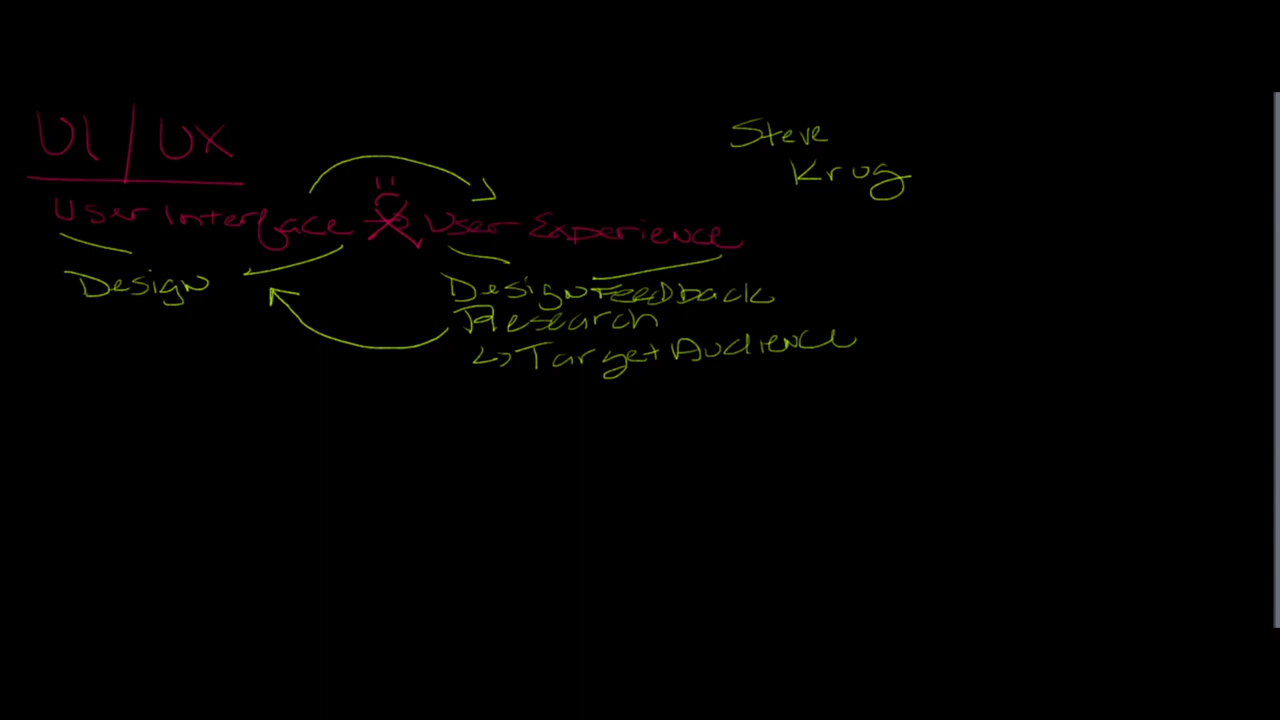 UI / UX
Steve
Krug
User Interface & User Experience
Design
Design Feedback
Research
↳ Target Audience